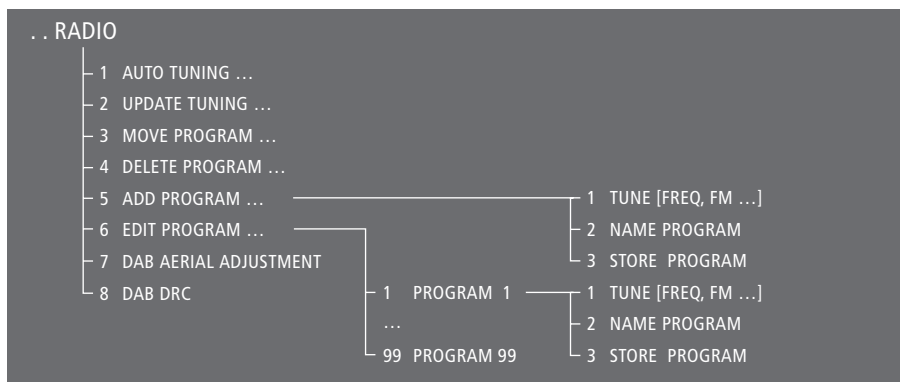 . . RADIO
1 AUTO TUNING …
2 UPDATE TUNING …
3 MOVE PROGRAM …
4 DELETE PROGRAM …
5 ADD PROGRAM …
1 TUNE [FREQ, FM …]
2 NAME PROGRAM
3 STORE PROGRAM
6 EDIT PROGRAM …
1 PROGRAM 1
1 TUNE [FREQ, FM …]
2 NAME PROGRAM
3 STORE PROGRAM
…
99 PROGRAM 99
7 DAB AERIAL ADJUSTMENT
8 DAB DRC